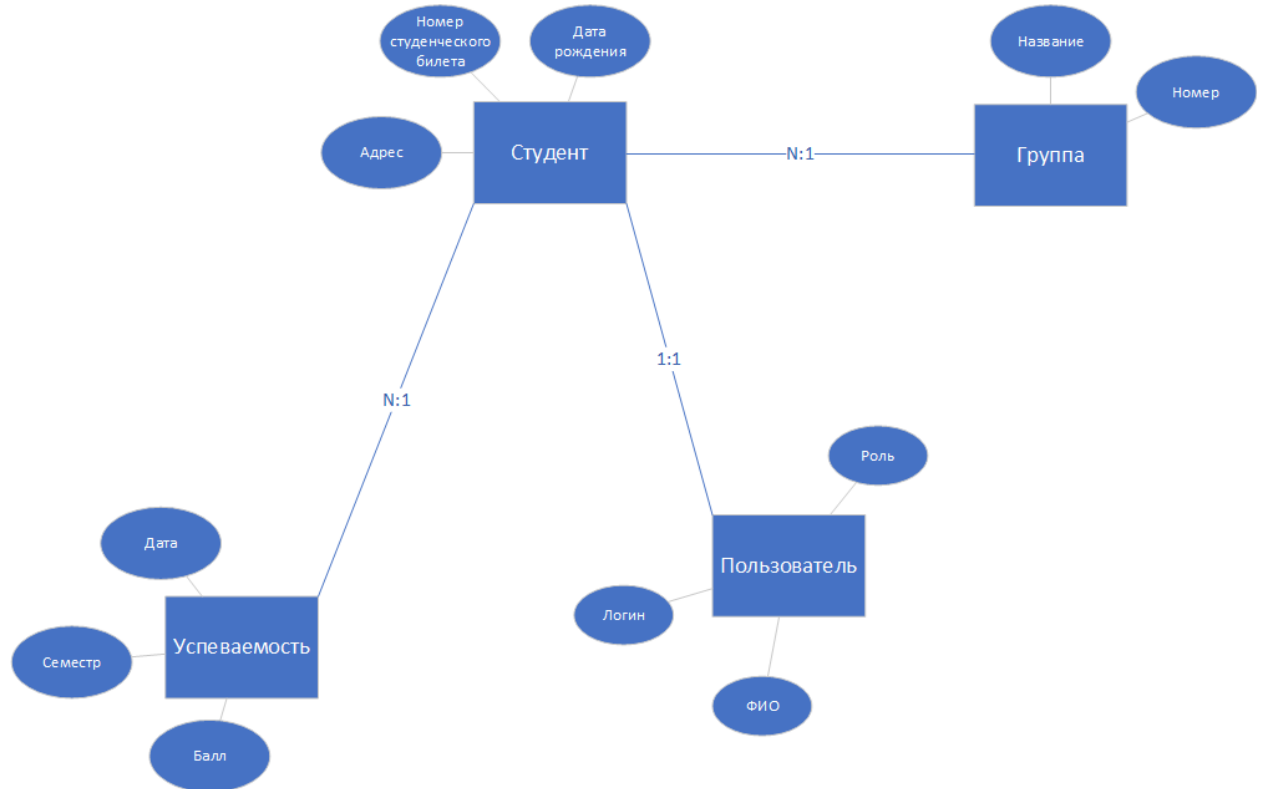 Номер
студенческого
билета
Дата
рождения
Название
Номер
Адрес
Студент
N:1
Группа
1:1
N:1
Роль
Дата
Пользователь
Логин
Успеваемость
Семестр
ФИО
Балл